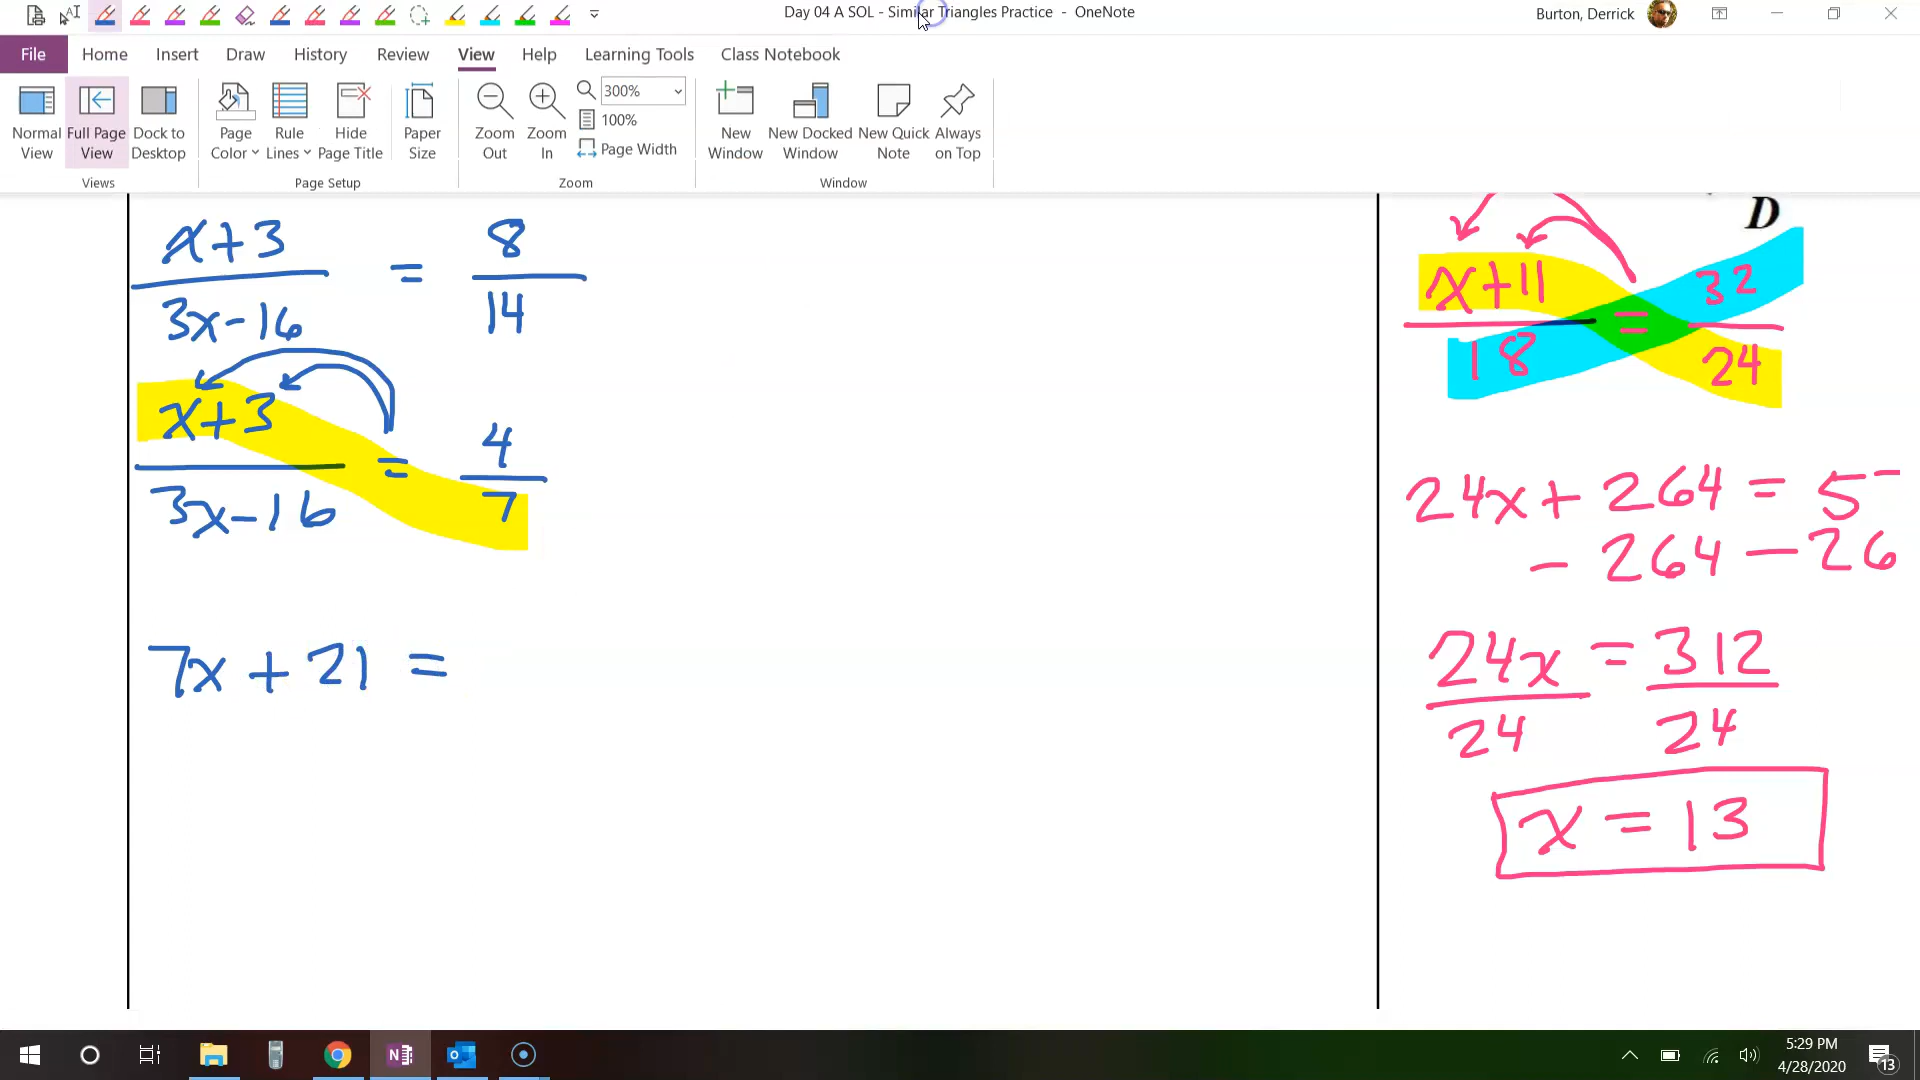 Day 04 A SOL - Similar Triangles Practice - OneNote
Burton, Derrick
File Home Insert Draw History Review View Help Learning Tools Class Notebook
Normal View
Full Page View
Dock to Desktop
Page Color
Rule Lines
Hide Page Title
Paper Size
Zoom Out
Zoom In
300%
100%
Page Width
New Window
New Docked Window
New Quick Note
Always on Top
Views Page Setup Zoom Window
x+3 = 8
3x-16 14
x+3 = 4
3x-16 7
7x + 21 =
D
x+11 = 32
18 24
24x + 264 = 5
- 264 - 26
24x = 312
24 24
x = 13
5:29 PM
4/28/2020
13